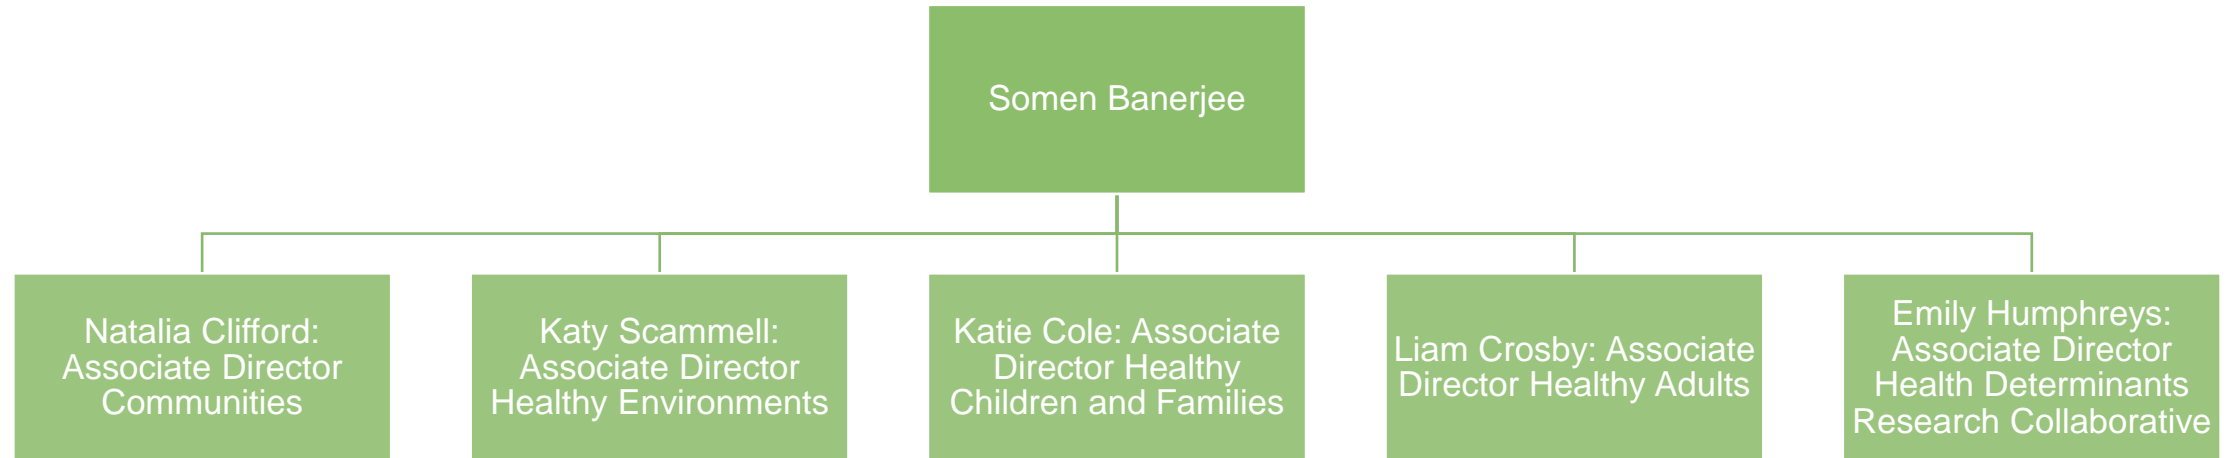 Somen Banerjee
Natalia Clifford:
Associate Director
Communities
Katy Scammell:
Associate Director
Healthy Environments
Katie Cole: Associate
Director Healthy
Children and Families
Liam Crosby: Associate
Director Healthy Adults
Emily Humphreys:
Associate Director
Health Determinants
Research Collaborative